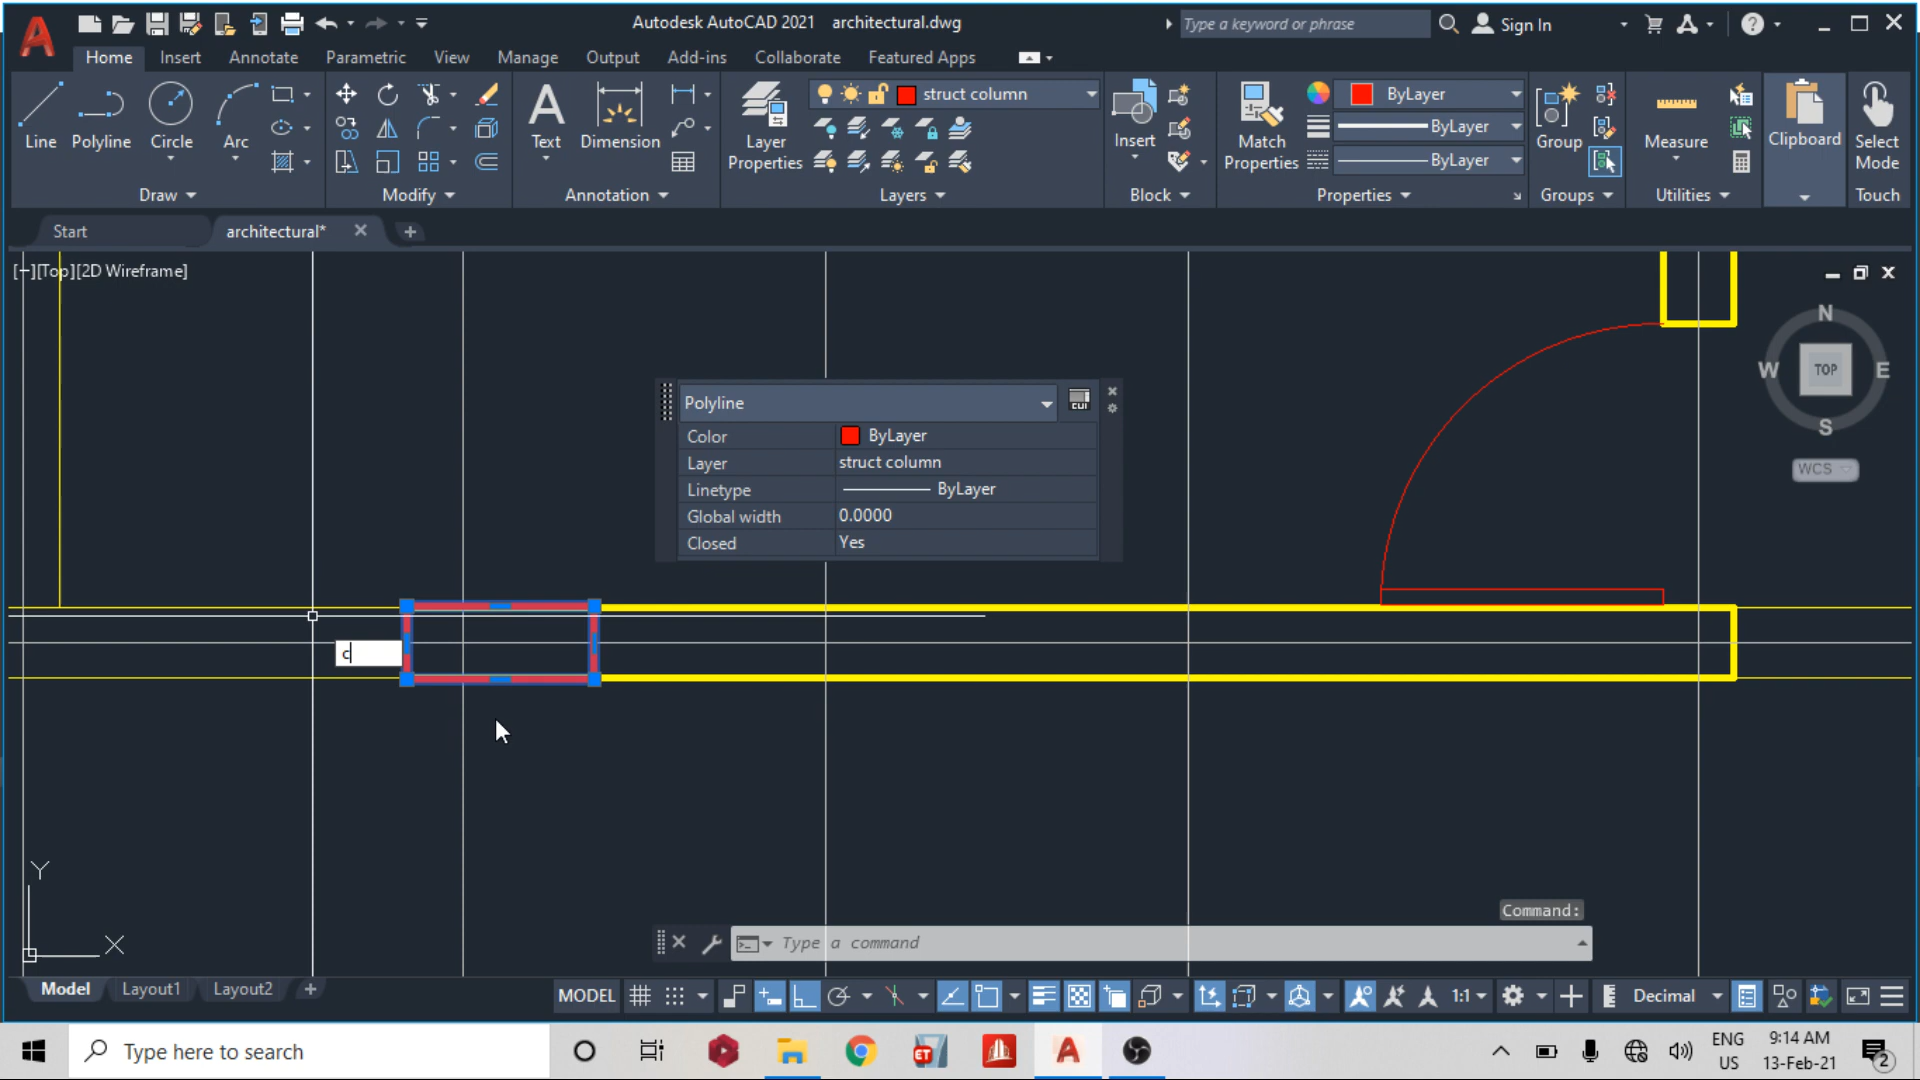 Autodesk AutoCAD 2021 architectural.dwg
Type a keyword or phrase
Sign In
Home Insert Annotate Parametric View Manage Output Add-ins Collaborate Featured Apps
Line Polyline Circle Arc
Text Dimension
Layer Properties
struct column
Insert
Match Properties
ByLayer
ByLayer
ByLayer
Group
Measure
Clipboard
Select Mode
Draw Modify Annotation Layers Block Properties Groups Utilities Touch
Start architectural*
[−][Top][2D Wireframe]
N
W TOP E
S
WCS
Polyline
CUI
Color ByLayer
Layer struct column
Linetype ByLayer
Global width 0.0000
Closed Yes
c
Y
X
Command:
Type a command
Model Layout1 Layout2
MODEL 1:1 Decimal
Type here to search
ET
ENG
US
9:14 AM
13-Feb-21
2